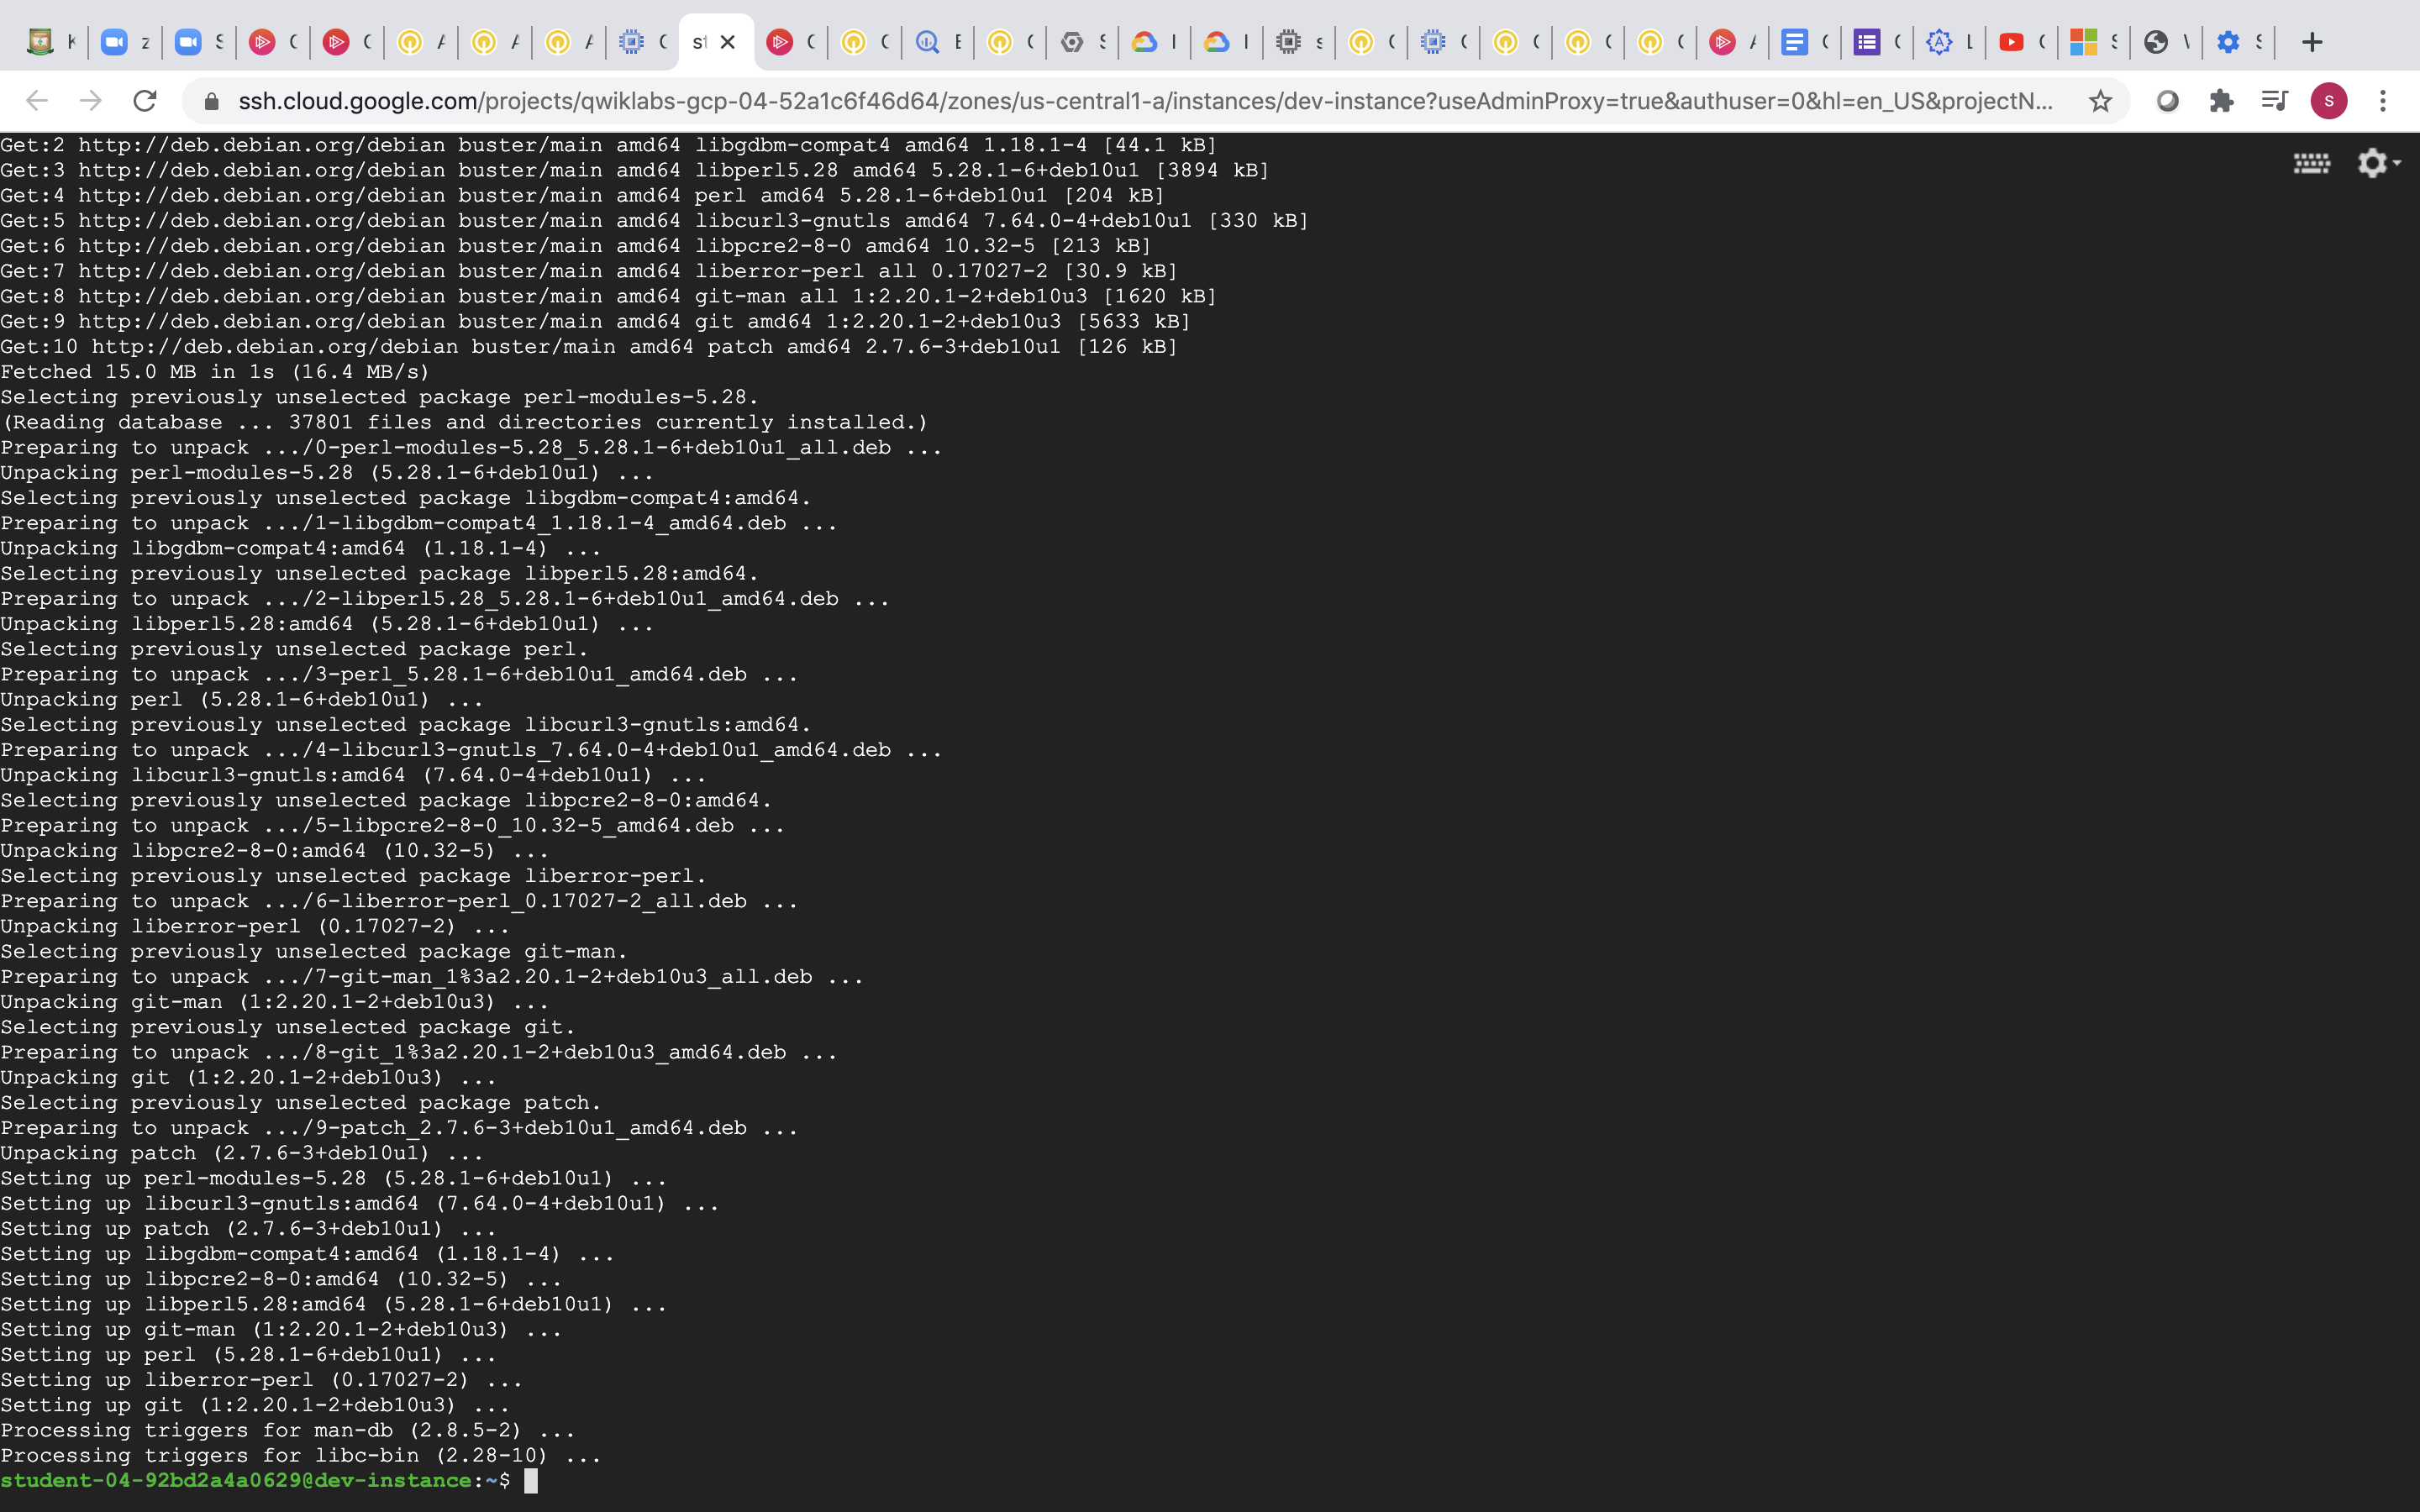 z
st
ssh.cloud.google.com/projects/qwiklabs-gcp-04-52a1c6f46d64/zones/us-central1-a/instances/dev-instance?useAdminProxy=true&authuser=0&hl=en_US&projectN...
S
Get:2 http://deb.debian.org/debian buster/main amd64 libgdbm-compat4 amd64 1.18.1-4 [44.1 kB]
Get:3 http://deb.debian.org/debian buster/main amd64 libperl5.28 amd64 5.28.1-6+deb10u1 [3894 kB]
Get:4 http://deb.debian.org/debian buster/main amd64 perl amd64 5.28.1-6+deb10u1 [204 kB]
Get:5 http://deb.debian.org/debian buster/main amd64 libcurl3-gnutls amd64 7.64.0-4+deb10u1 [330 kB]
Get:6 http://deb.debian.org/debian buster/main amd64 libpcre2-8-0 amd64 10.32-5 [213 kB]
Get:7 http://deb.debian.org/debian buster/main amd64 liberror-perl all 0.17027-2 [30.9 kB]
Get:8 http://deb.debian.org/debian buster/main amd64 git-man all 1:2.20.1-2+deb10u3 [1620 kB]
Get:9 http://deb.debian.org/debian buster/main amd64 git amd64 1:2.20.1-2+deb10u3 [5633 kB]
Get:10 http://deb.debian.org/debian buster/main amd64 patch amd64 2.7.6-3+deb10u1 [126 kB]
Fetched 15.0 MB in 1s (16.4 MB/s)
Selecting previously unselected package perl-modules-5.28.
(Reading database ... 37801 files and directories currently installed.)
Preparing to unpack .../0-perl-modules-5.28_5.28.1-6+deb10u1_all.deb ...
Unpacking perl-modules-5.28 (5.28.1-6+deb10u1) ...
Selecting previously unselected package libgdbm-compat4:amd64.
Preparing to unpack .../1-libgdbm-compat4_1.18.1-4_amd64.deb ...
Unpacking libgdbm-compat4:amd64 (1.18.1-4) ...
Selecting previously unselected package libperl5.28:amd64.
Preparing to unpack .../2-libperl5.28_5.28.1-6+deb10u1_amd64.deb ...
Unpacking libperl5.28:amd64 (5.28.1-6+deb10u1) ...
Selecting previously unselected package perl.
Preparing to unpack .../3-perl_5.28.1-6+deb10u1_amd64.deb ...
Unpacking perl (5.28.1-6+deb10u1) ...
Selecting previously unselected package libcurl3-gnutls:amd64.
Preparing to unpack .../4-libcurl3-gnutls_7.64.0-4+deb10u1_amd64.deb ...
Unpacking libcurl3-gnutls:amd64 (7.64.0-4+deb10u1) ...
Selecting previously unselected package libpcre2-8-0:amd64.
Preparing to unpack .../5-libpcre2-8-0_10.32-5_amd64.deb ...
Unpacking libpcre2-8-0:amd64 (10.32-5) ...
Selecting previously unselected package liberror-perl.
Preparing to unpack .../6-liberror-perl_0.17027-2_all.deb ...
Unpacking liberror-perl (0.17027-2) ...
Selecting previously unselected package git-man.
Preparing to unpack .../7-git-man_1%3a2.20.1-2+deb10u3_all.deb ...
Unpacking git-man (1:2.20.1-2+deb10u3) ...
Selecting previously unselected package git.
Preparing to unpack .../8-git_1%3a2.20.1-2+deb10u3_amd64.deb ...
Unpacking git (1:2.20.1-2+deb10u3) ...
Selecting previously unselected package patch.
Preparing to unpack .../9-patch_2.7.6-3+deb10u1_amd64.deb ...
Unpacking patch (2.7.6-3+deb10u1) ...
Setting up perl-modules-5.28 (5.28.1-6+deb10u1) ...
Setting up libcurl3-gnutls:amd64 (7.64.0-4+deb10u1) ...
Setting up patch (2.7.6-3+deb10u1) ...
Setting up libgdbm-compat4:amd64 (1.18.1-4) ...
Setting up libpcre2-8-0:amd64 (10.32-5) ...
Setting up libperl5.28:amd64 (5.28.1-6+deb10u1) ...
Setting up git-man (1:2.20.1-2+deb10u3) ...
Setting up perl (5.28.1-6+deb10u1) ...
Setting up liberror-perl (0.17027-2) ...
Setting up git (1:2.20.1-2+deb10u3) ...
Processing triggers for man-db (2.8.5-2) ...
Processing triggers for libc-bin (2.28-10) ...
student-04-92bd2a4a0629@dev-instance:~$